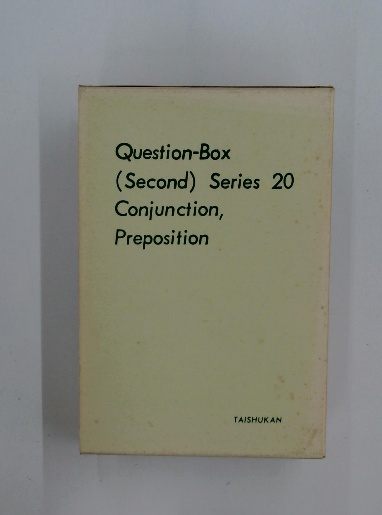 Question-Box
(Second) Series 20
Conjunction,
Preposition
TAISHUKAN